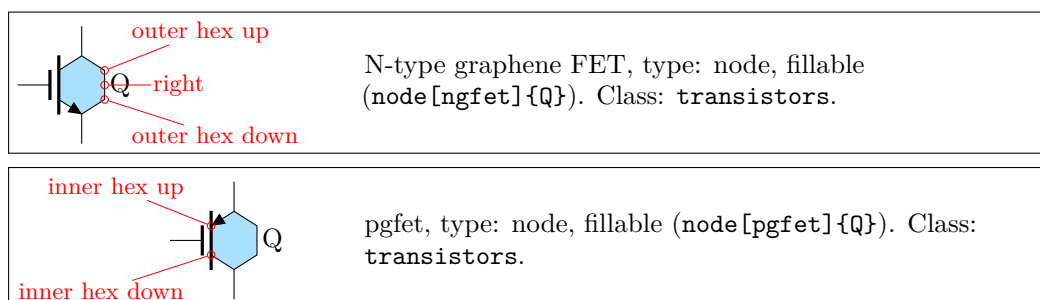 outer hex up
Q
right
outer hex down
N-type graphene FET, type: node, fillable
(node[ngfet]{Q}). Class: transistors.
inner hex up
Q
inner hex down
pgfet, type: node, fillable (node[pgfet]{Q}). Class:
transistors.